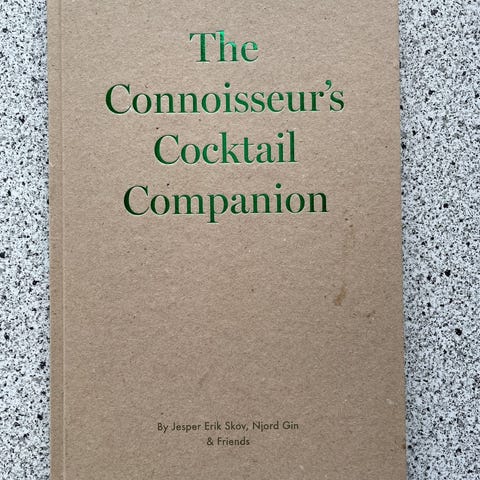 The
Connoisseur's
Cocktail
Companion
By Jesper Erik Skov, Njord Gin
& Friends